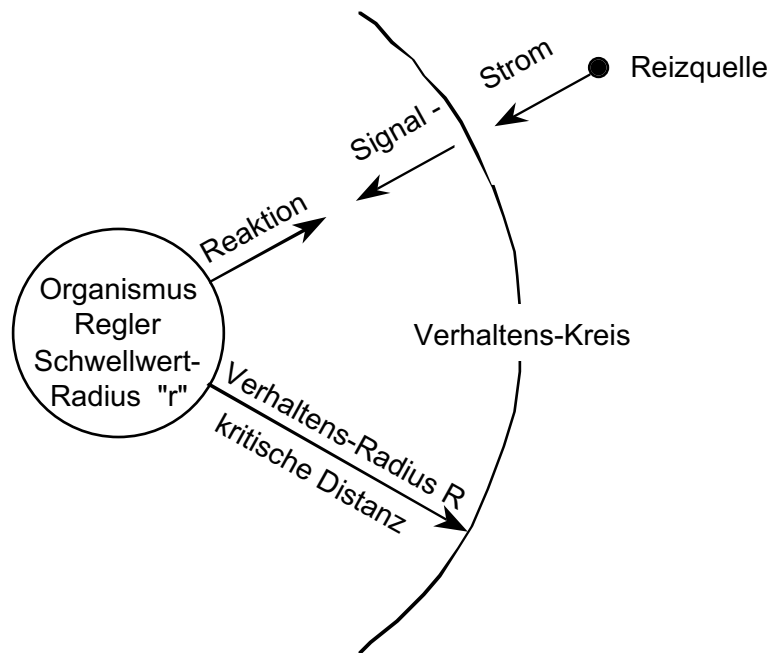 Strom
Reizquelle
Signal -
Reaktion
Organismus
Regler
Schwellwert-
Radius "r"
Verhaltens-Kreis
Verhaltens-Radius R
kritische Distanz